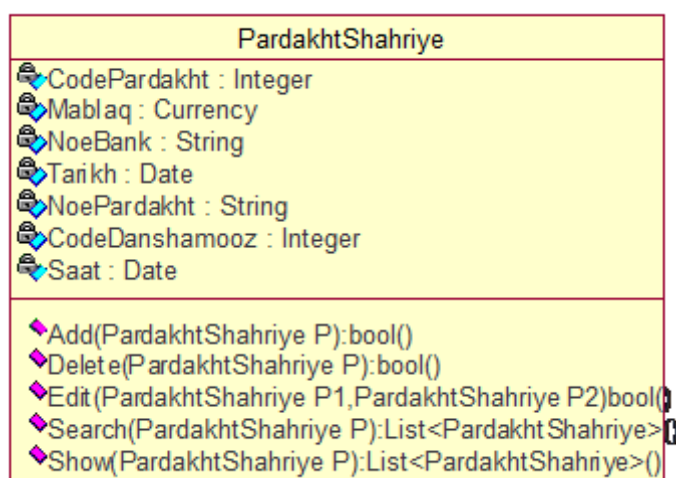 PardakhtShahriye
CodePardakht : Integer
Mablaq : Currency
NoeBank : String
Tarikh : Date
NoePardakht : String
CodeDanshamooz : Integer
Saat : Date
Add(PardakhtShahriye P):bool()
Delete(PardakhtShahriye P):bool()
Edit(PardakhtShahriye P1,PardakhtShahriye P2)bool()
Search(PardakhtShahriye P):List<PardakhtShahriye>()
Show(PardakhtShahriye P):List<PardakhtShahriye>()